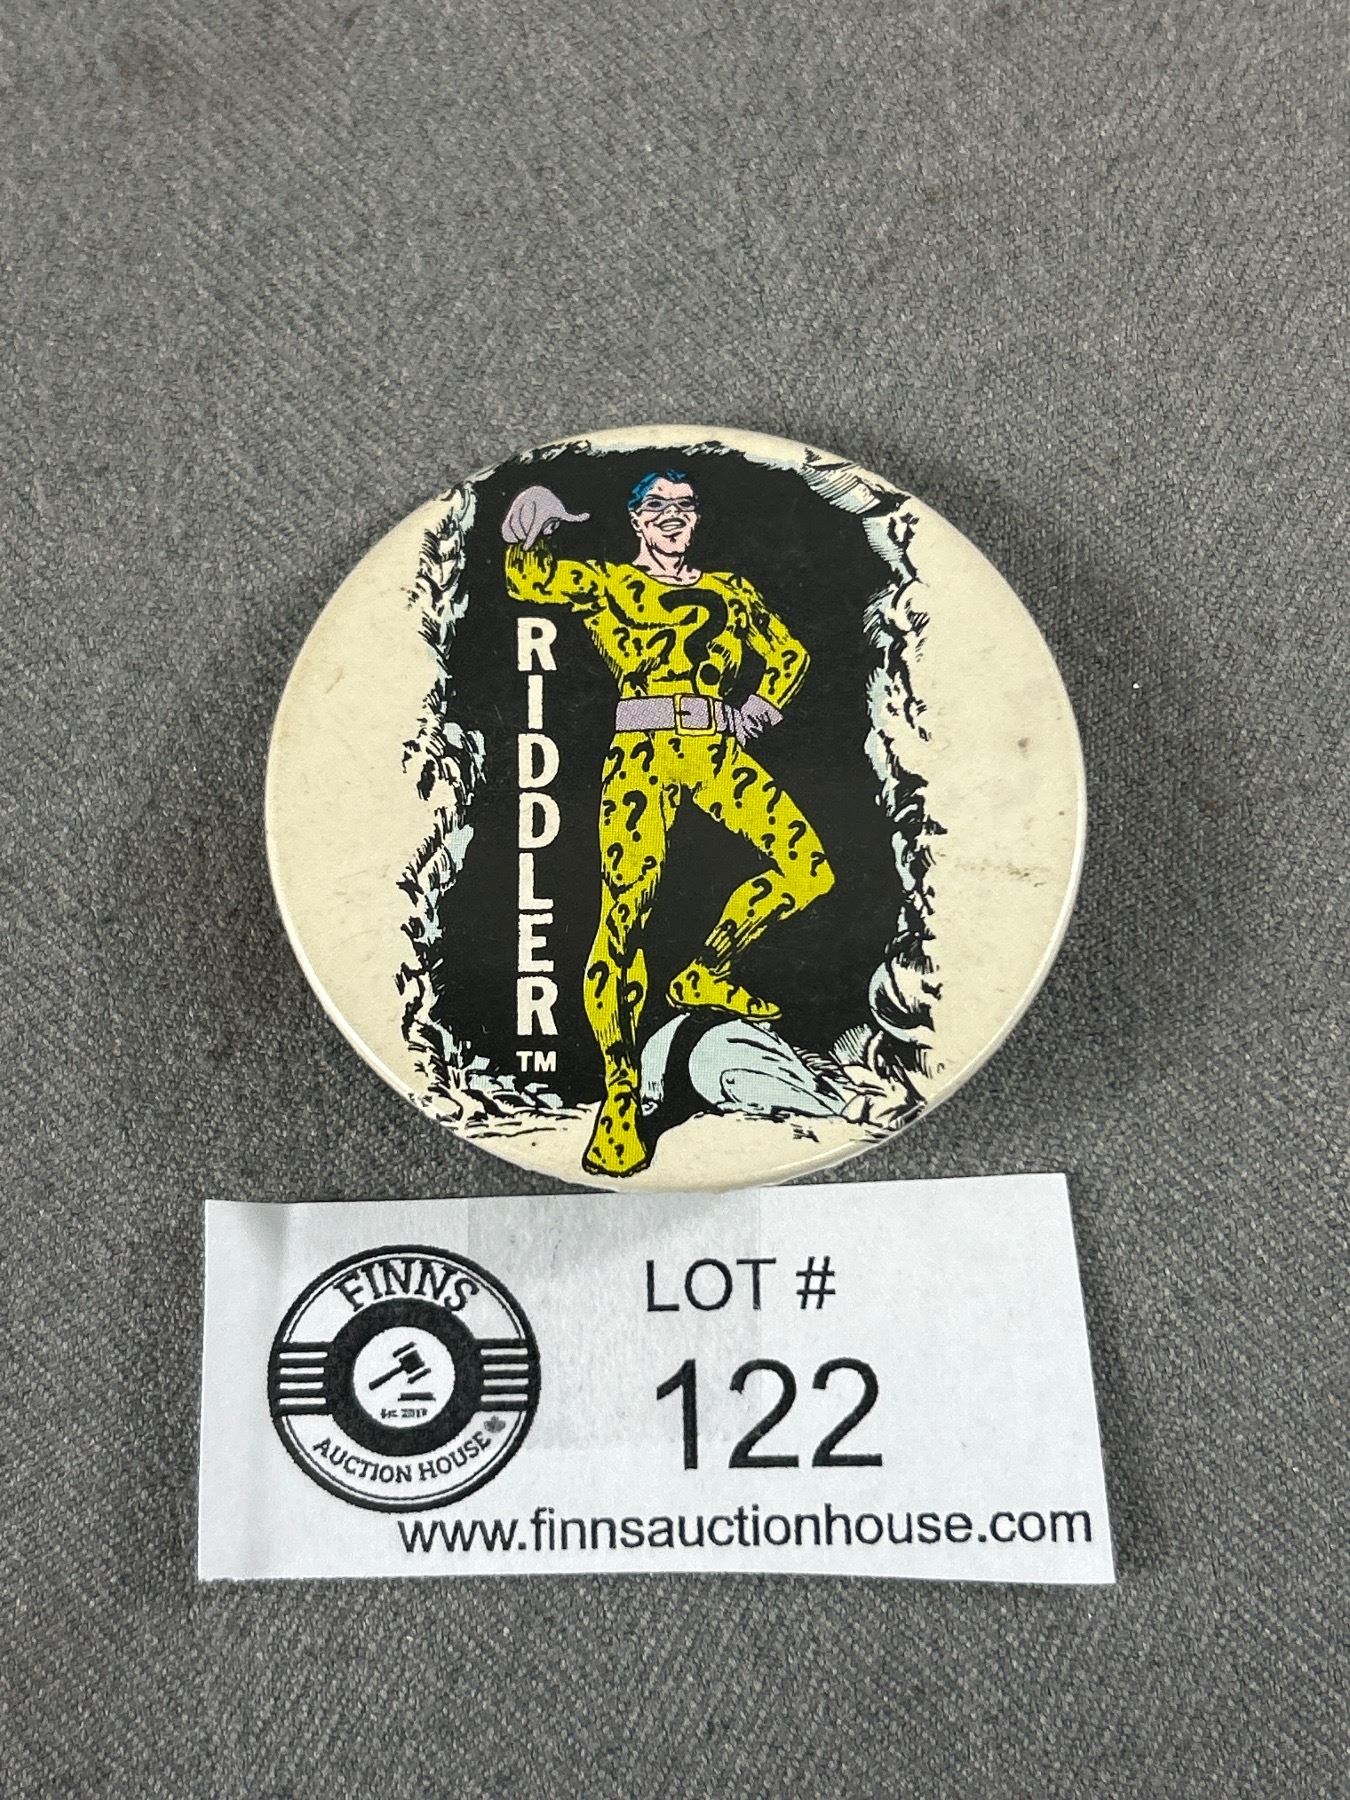 RIDDLER
TM
FINNS
AUCTION HOUSE
LOT #
122
www.finnsauctionhouse.com